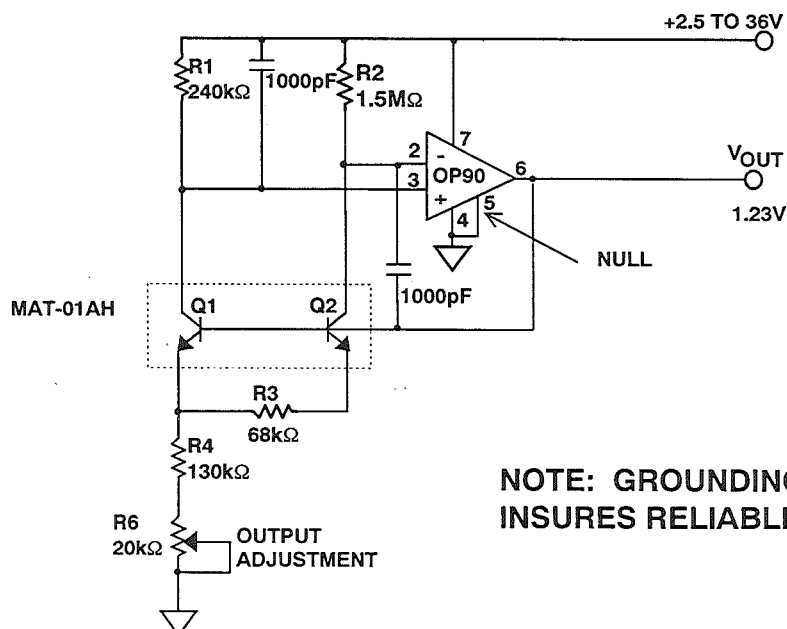 +2.5 TO 36V
R1
240kΩ
1000pF
R2
1.5MΩ
7
2
-
OP90
6
3
+
5
4
VOUT
1.23V
NULL
1000pF
MAT-01AH
Q1
Q2
R3
68kΩ
R4
130kΩ
R6
20kΩ
OUTPUT
ADJUSTMENT
NOTE: GROUNDING
INSURES RELIABLE